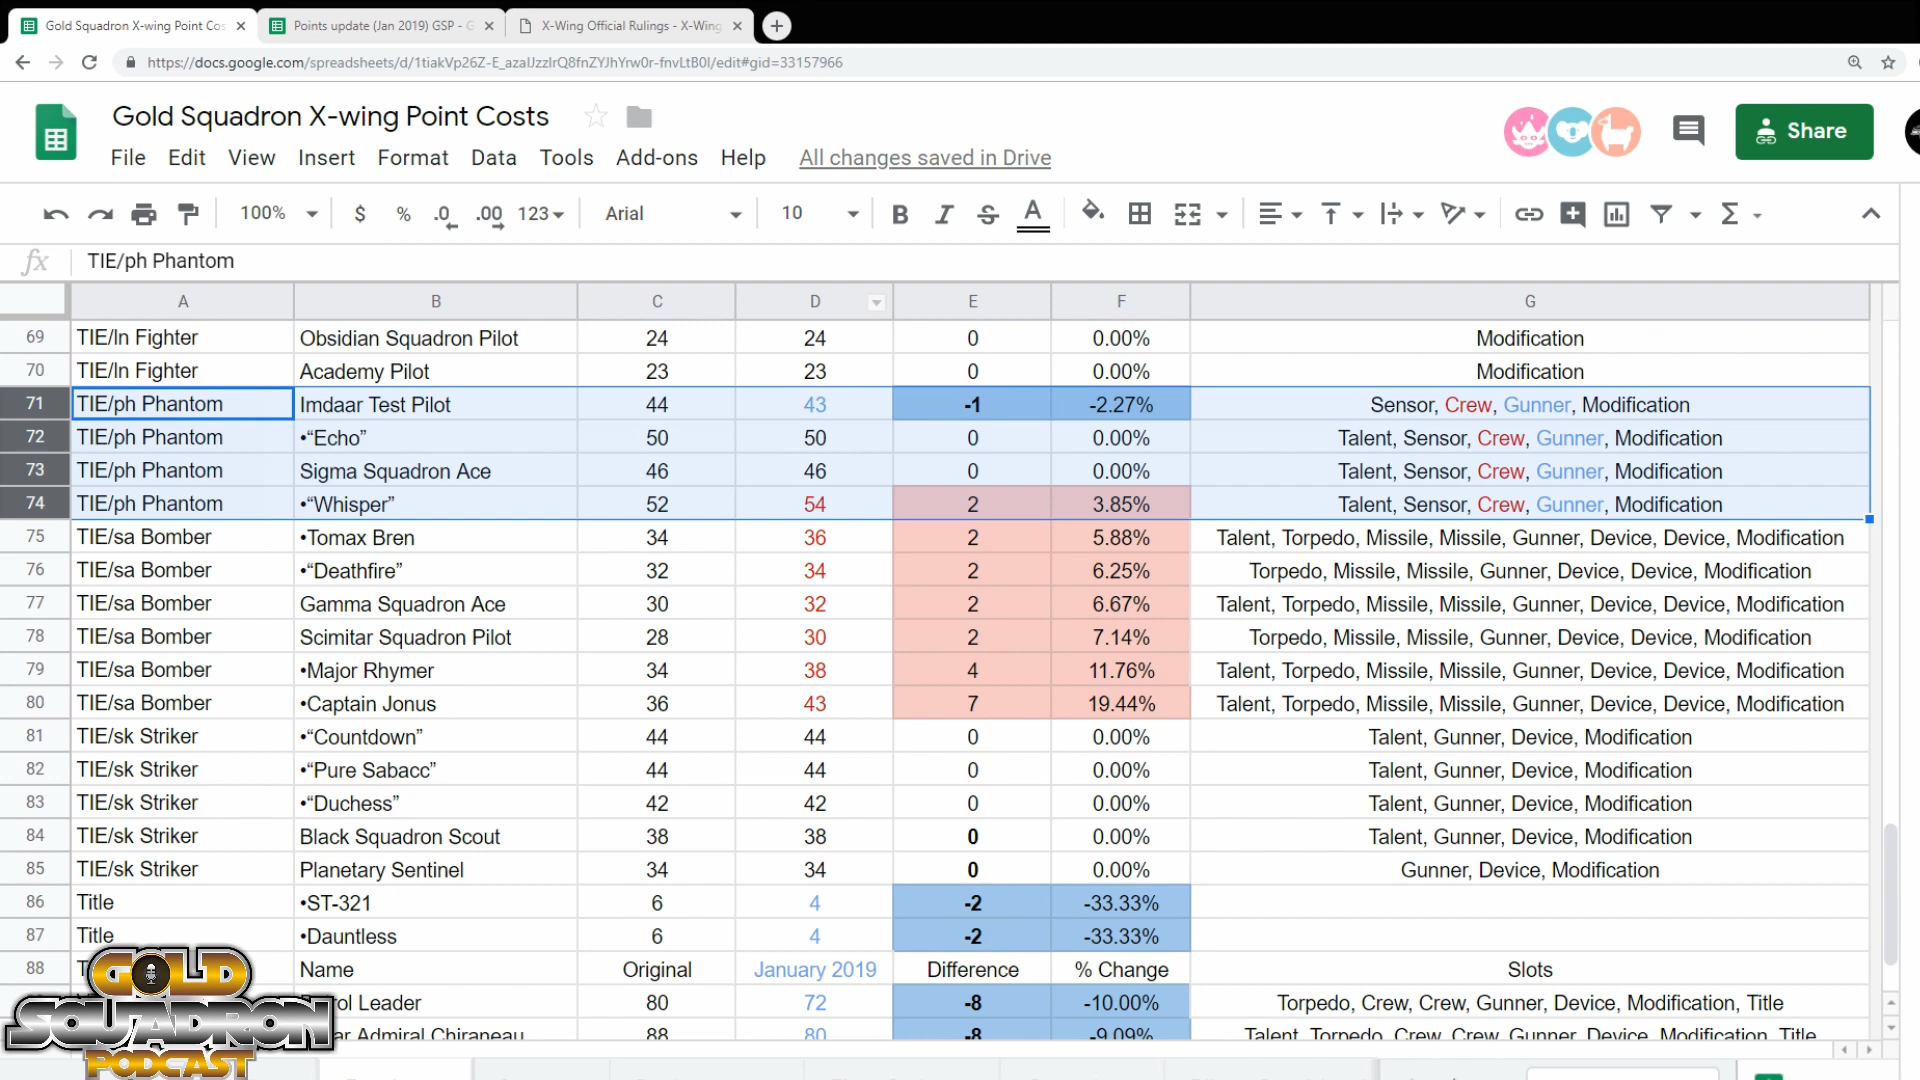 Gold Squadron X-wing Point Cos
Points update (Jan 2019) GSP - G
X-Wing Official Rulings - X-Wing
https://docs.google.com/spreadsheets/d/1tiakVp26Z-E_azalJzzIrQ8fnZYJhYrw0r-fnvLtB0I/edit#gid=33157966
Gold Squadron X-wing Point Costs
Share
File Edit View Insert Format Data Tools Add-ons Help All changes saved in Drive
100% $ % .0 .00 123 Arial 10 B I S A Σ
fx TIE/ph Phantom
A B C D E F G
69 TIE/ln Fighter Obsidian Squadron Pilot 24 24 0 0.00% Modification
70 TIE/ln Fighter Academy Pilot 23 23 0 0.00% Modification
71 TIE/ph Phantom Imdaar Test Pilot 44 43 -1 -2.27% Sensor, Crew, Gunner, Modification
72 TIE/ph Phantom •“Echo” 50 50 0 0.00% Talent, Sensor, Crew, Gunner, Modification
73 TIE/ph Phantom Sigma Squadron Ace 46 46 0 0.00% Talent, Sensor, Crew, Gunner, Modification
74 TIE/ph Phantom •“Whisper” 52 54 2 3.85% Talent, Sensor, Crew, Gunner, Modification
75 TIE/sa Bomber •Tomax Bren 34 36 2 5.88% Talent, Torpedo, Missile, Missile, Gunner, Device, Device, Modification
76 TIE/sa Bomber •“Deathfire” 32 34 2 6.25% Torpedo, Missile, Missile, Gunner, Device, Device, Modification
77 TIE/sa Bomber Gamma Squadron Ace 30 32 2 6.67% Talent, Torpedo, Missile, Missile, Gunner, Device, Device, Modification
78 TIE/sa Bomber Scimitar Squadron Pilot 28 30 2 7.14% Torpedo, Missile, Missile, Gunner, Device, Device, Modification
79 TIE/sa Bomber •Major Rhymer 34 38 4 11.76% Talent, Torpedo, Missile, Missile, Gunner, Device, Device, Modification
80 TIE/sa Bomber •Captain Jonus 36 43 7 19.44% Talent, Torpedo, Missile, Missile, Gunner, Device, Device, Modification
81 TIE/sk Striker •“Countdown” 44 44 0 0.00% Talent, Gunner, Device, Modification
82 TIE/sk Striker •“Pure Sabacc” 44 44 0 0.00% Talent, Gunner, Device, Modification
83 TIE/sk Striker •“Duchess” 42 42 0 0.00% Talent, Gunner, Device, Modification
84 TIE/sk Striker Black Squadron Scout 38 38 0 0.00% Talent, Gunner, Device, Modification
85 TIE/sk Striker Planetary Sentinel 34 34 0 0.00% Gunner, Device, Modification
86 Title •ST-321 6 4 -2 -33.33%
87 Title •Dauntless 6 4 -2 -33.33%
88 Name Original January 2019 Difference % Change Slots
rol Leader 80 72 -8 -10.00% Torpedo, Crew, Crew, Gunner, Device, Modification, Title
ar Admiral Chiraneau 88 80 -8 -9.09% Talent, Torpedo, Crew, Crew, Gunner, Device, Modification, Title
GOLD
SQUADRON
PODCAST